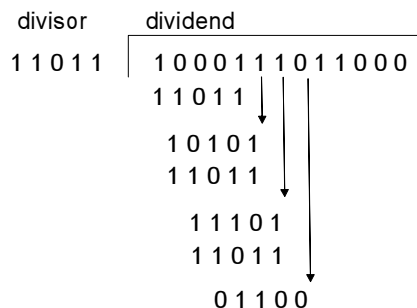 divisor dividend
1 1 0 1 1 1 0 0 0 1 1 1 0 1 1 0 0 0
1 1 0 1 1
1 0 1 0 1
1 1 0 1 1
1 1 1 0 1
1 1 0 1 1
0 1 1 0 0